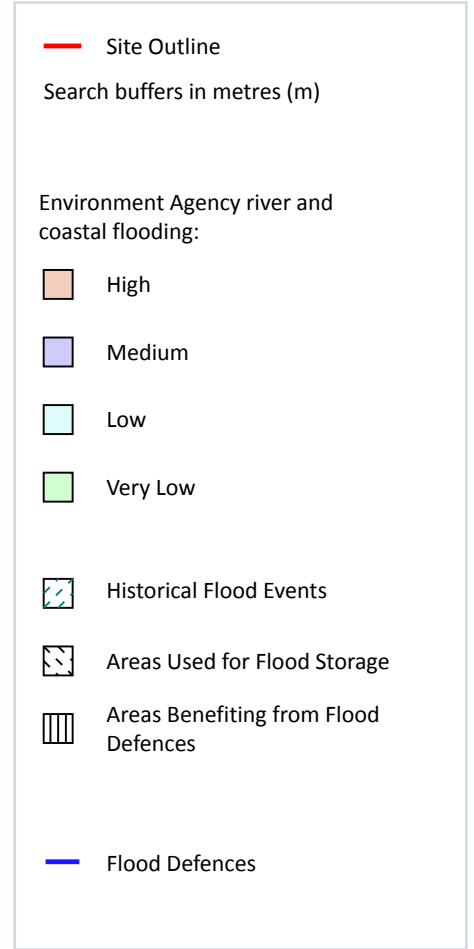 Site Outline
Search buffers in metres (m)
Environment Agency river and
coastal flooding:
High
Medium
Low
Very Low
Historical Flood Events
Areas Used for Flood Storage
Areas Benefiting from Flood
Defences
Flood Defences